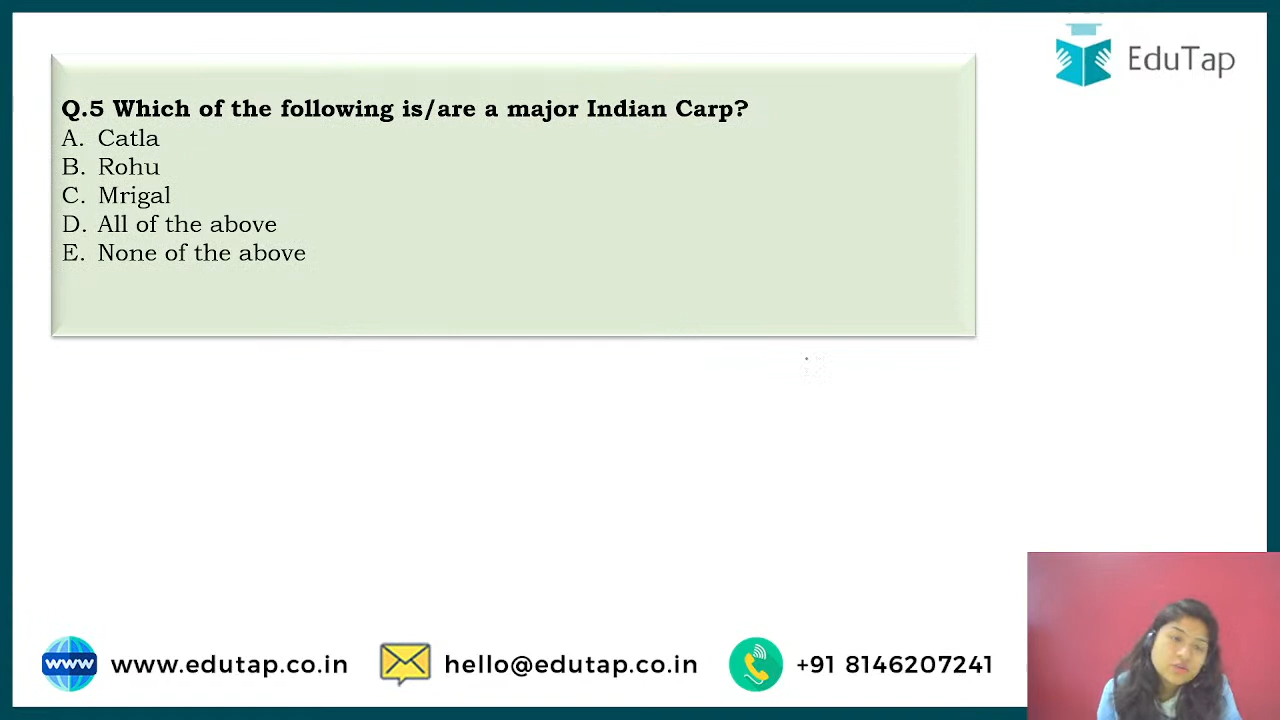 EduTap
Q.5 Which of the following is/are a major Indian Carp?
A. Catla
B. Rohu
C. Mrigal
D. All of the above
E. None of the above
www www.edutap.co.in hello@edutap.co.in +91 8146207241